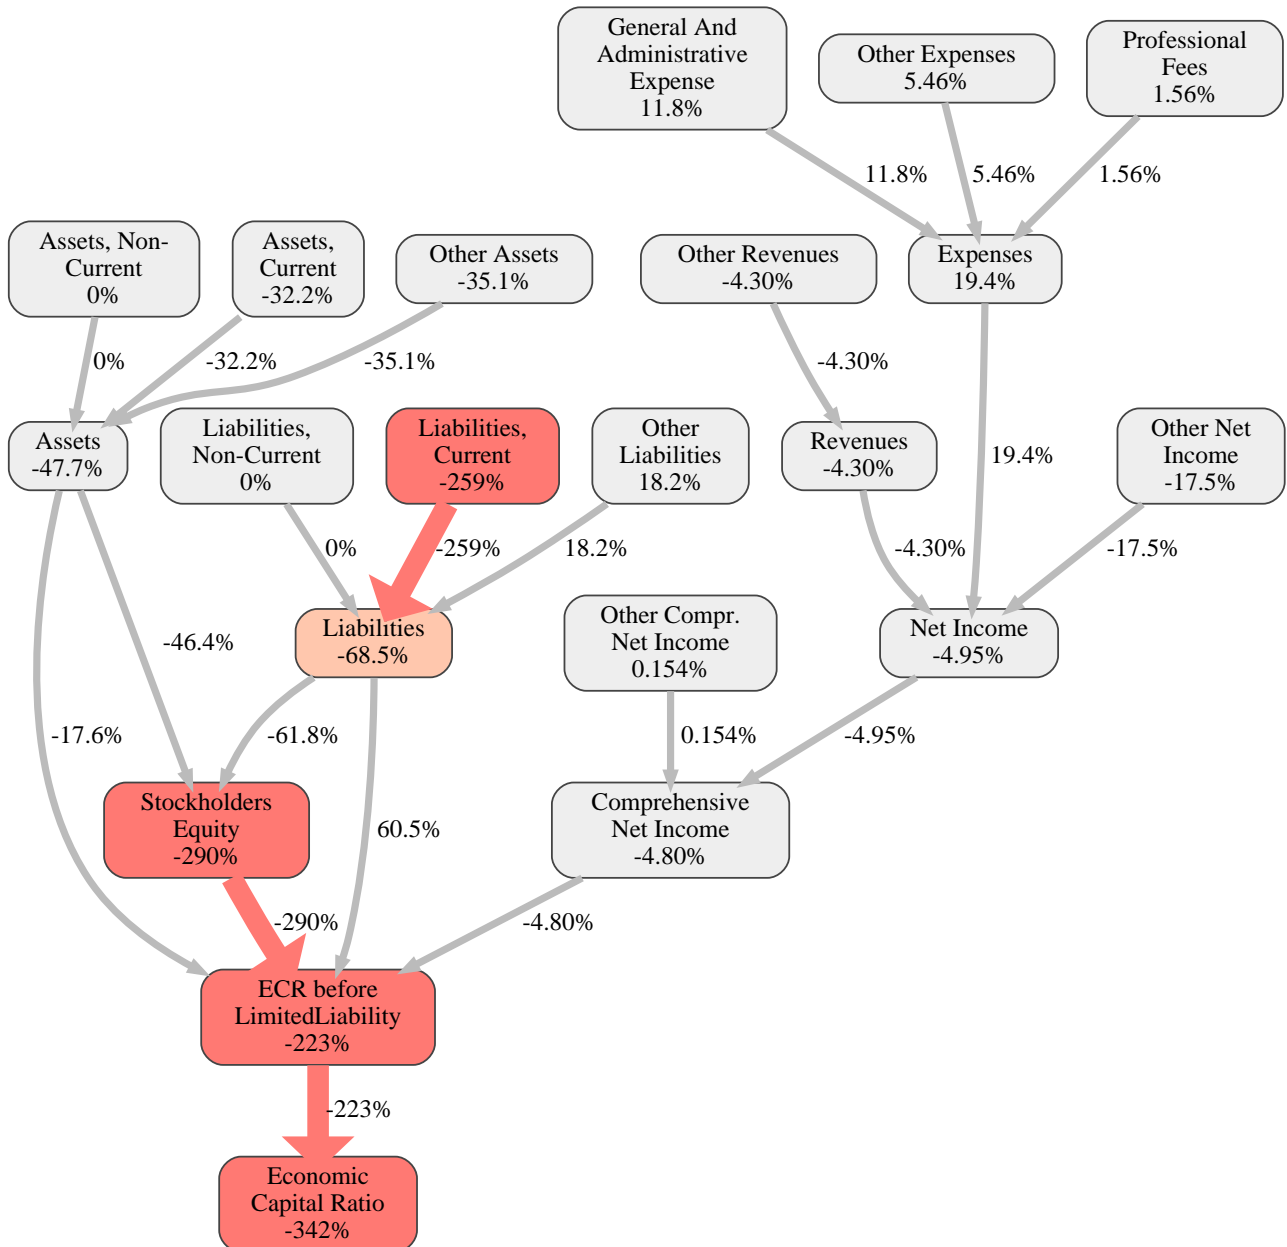 General And
Administrative
Expense
11.8%
Other Expenses
5.46%
Professional
Fees
1.56%
11.8%
5.46%
1.56%
Assets, Non-
Current
0%
Assets,
Current
-32.2%
Other Assets
-35.1%
Other Revenues
-4.30%
Expenses
19.4%
0%
-32.2%
-35.1%
-4.30%
19.4%
Assets
-47.7%
Liabilities,
Non-Current
0%
Liabilities,
Current
-259%
Other
Liabilities
18.2%
Revenues
-4.30%
Other Net
Income
-17.5%
0%
-259%
18.2%
-4.30%
-17.5%
-46.4%
Liabilities
-68.5%
Other Compr.
Net Income
0.154%
Net Income
-4.95%
-17.6%
-61.8%
60.5%
0.154%
-4.95%
Stockholders
Equity
-290%
Comprehensive
Net Income
-4.80%
-290%
-4.80%
ECR before
LimitedLiability
-223%
-223%
Economic
Capital Ratio
-342%